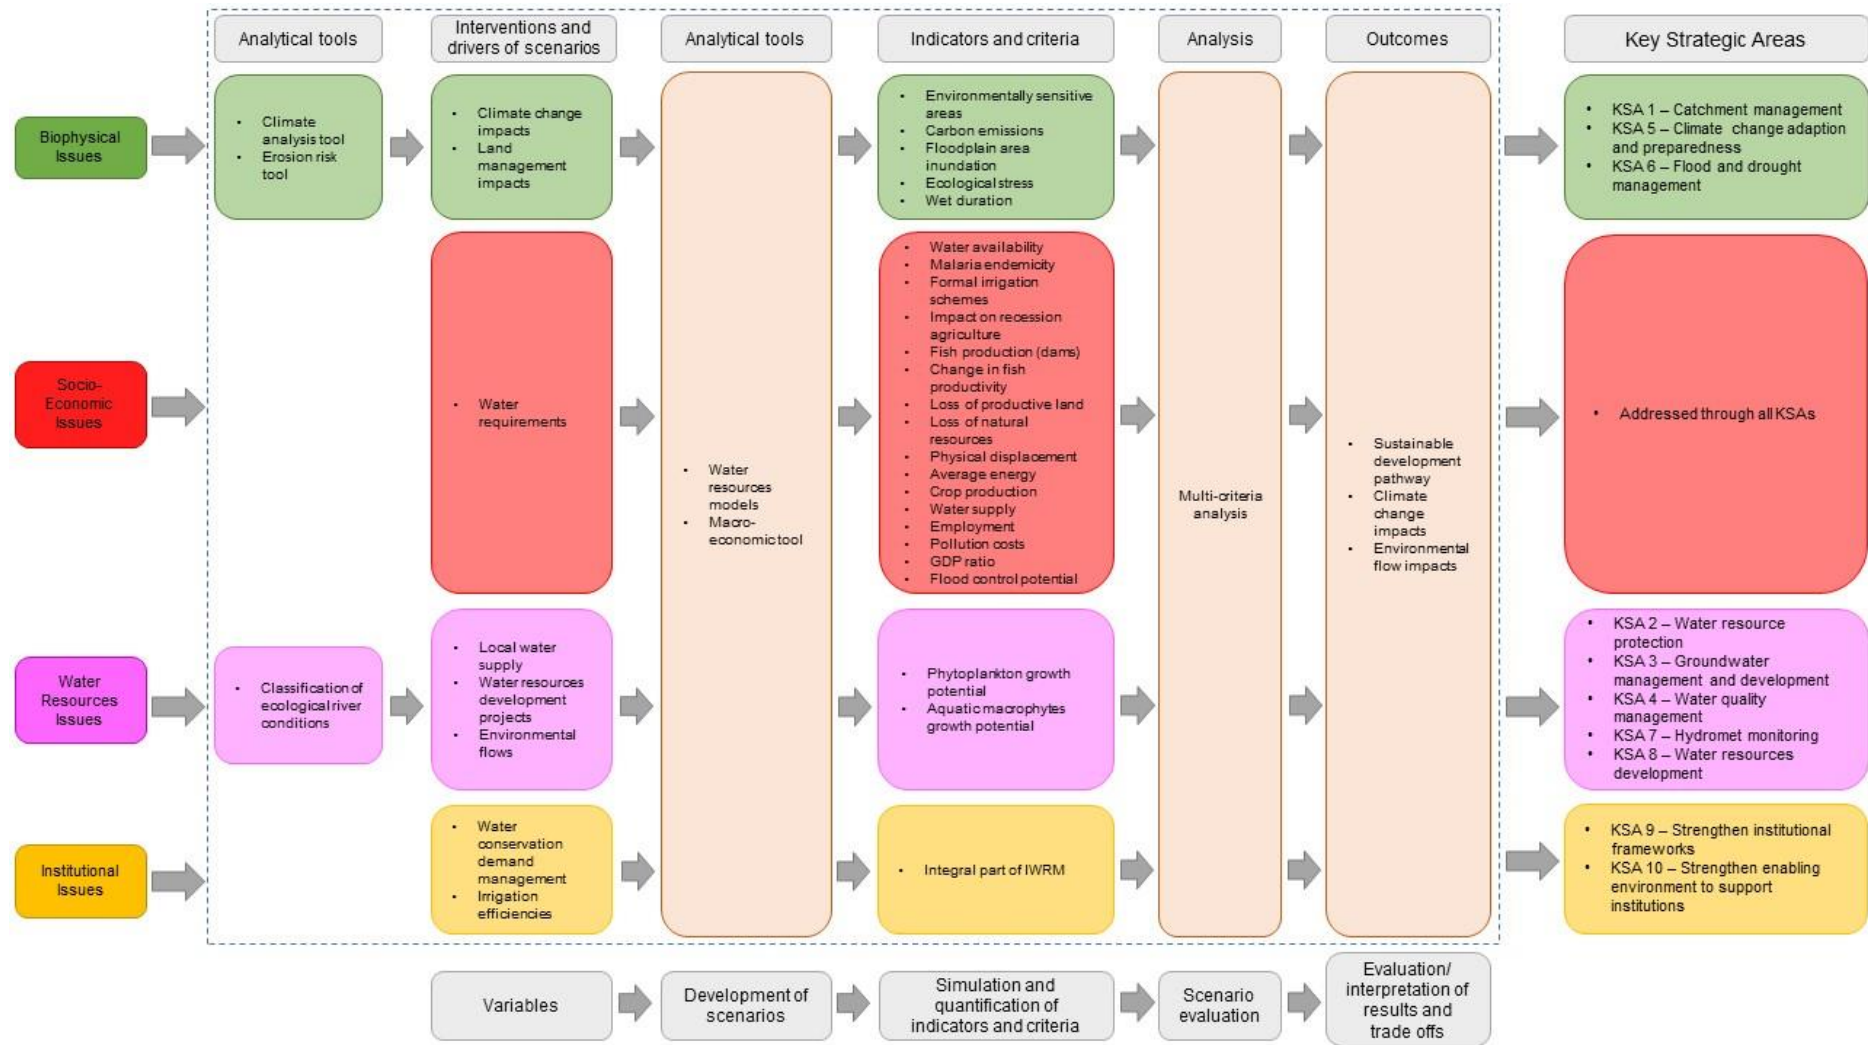 Analytical tools
Interventions and
drivers of scenarios
Analytical tools
Indicators and criteria
Analysis
Outcomes
Key Strategic Areas
Biophysical
Issues
• Climate
analysis tool
• Erosion risk
tool
• Climate change
impacts
• Land
management
impacts
• Environmentally sensitive
areas
• Carbon emissions
• Floodplain area
inundation
• Ecological stress
• Wet duration
• KSA 1 – Catchment management
• KSA 5 – Climate change adaption
and preparedness
• KSA 6 – Flood and drought
management
Socio-
Economic
Issues
• Water
requirements
• Water
resources
models
• Macro-
economic tool
• Water availability
• Malaria endemicity
• Formal irrigation
schemes
• Impact on recession
agriculture
• Fish production (dams)
• Change in fish
productivity
• Loss of productive land
• Loss of natural
resources
• Physical displacement
• Average energy
• Crop production
• Water supply
• Employment
• Pollution costs
• GDP ratio
• Flood control potential
Multi-criteria
analysis
• Sustainable
development
pathway
• Climate
change
impacts
• Environmental
flow impacts
• Addressed through all KSAs
Water
Resources
Issues
• Classification of
ecological river
conditions
• Local water
supply
• Water resources
development
projects
• Environmental
flows
• Phytoplankton growth
potential
• Aquatic macrophytes
growth potential
• KSA 2 – Water resource
protection
• KSA 3 – Groundwater
management and development
• KSA 4 – Water quality
management
• KSA 7 – Hydromet monitoring
• KSA 8 – Water resources
development
Institutional
Issues
• Water
conservation
demand
management
• Irrigation
efficiencies
• Integral part of IWRM
• KSA 9 – Strengthen institutional
frameworks
• KSA 10 – Strengthen enabling
environment to support
institutions
Variables
Development of
scenarios
Simulation and
quantification of
indicators and criteria
Scenario
evaluation
Evaluation/
interpretation of
results and
trade offs